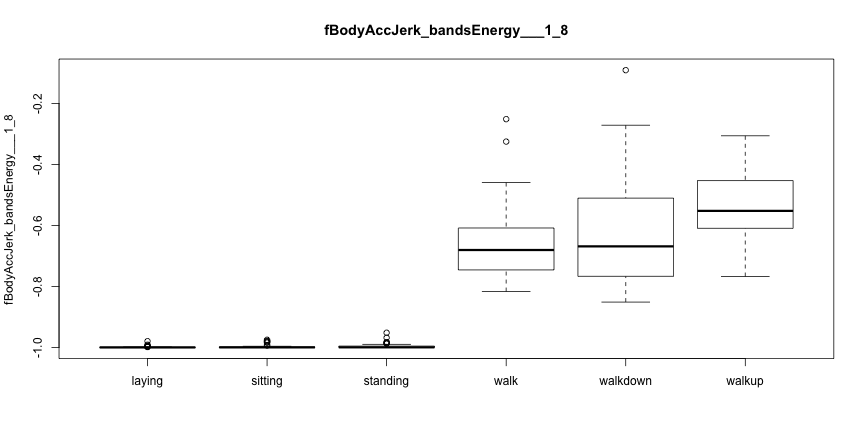 fBodyAccJerk_bandsEnergy___1_8
fBodyAccJerk_bandsEnergy___1_8
-0.2
-0.4
-0.6
-0.8
-1.0
laying sitting standing walk walkdown walkup